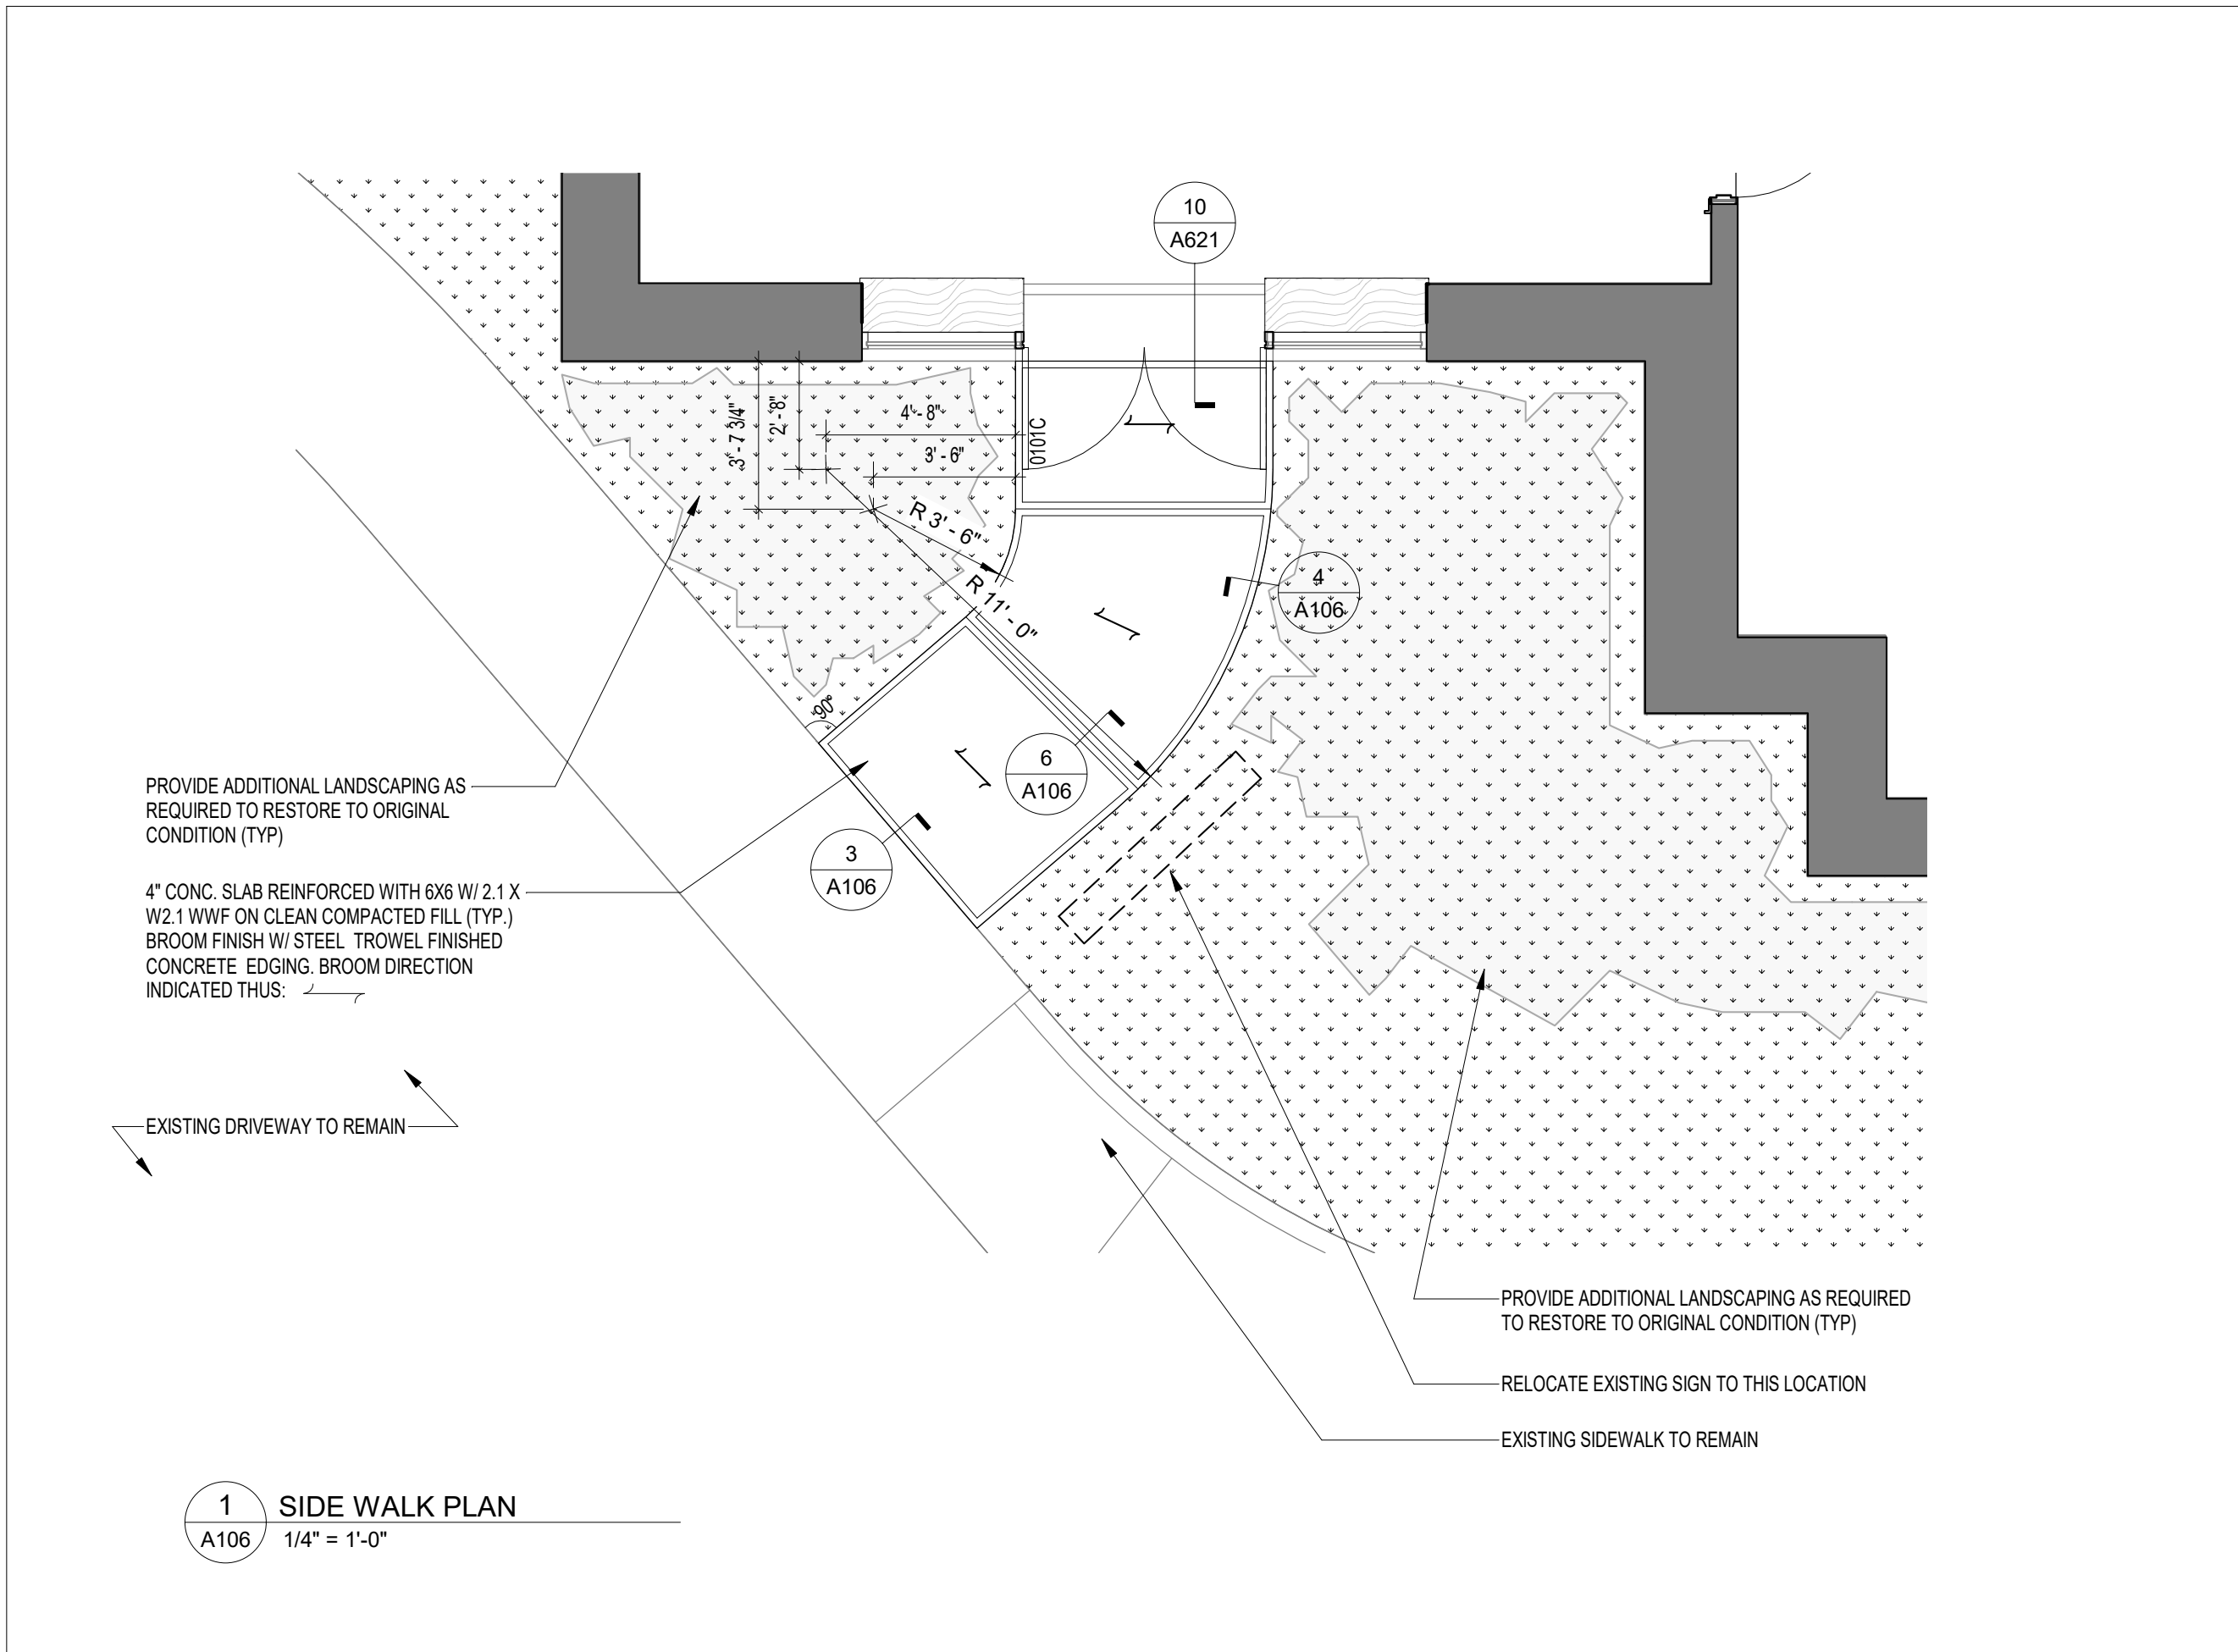 10
A621
3' - 7 3/4"
2' - 8"
4' - 8"
3' - 6"
0101C
R 3' - 6"
R 11' - 0"
4
A106
90°
6
A106
3
A106
PROVIDE ADDITIONAL LANDSCAPING AS
REQUIRED TO RESTORE TO ORIGINAL
CONDITION (TYP)
4" CONC. SLAB REINFORCED WITH 6X6 W/ 2.1 X
W2.1 WWF ON CLEAN COMPACTED FILL (TYP.)
BROOM FINISH W/ STEEL TROWEL FINISHED
CONCRETE EDGING. BROOM DIRECTION
INDICATED THUS:
EXISTING DRIVEWAY TO REMAIN
PROVIDE ADDITIONAL LANDSCAPING AS REQUIRED
TO RESTORE TO ORIGINAL CONDITION (TYP)
RELOCATE EXISTING SIGN TO THIS LOCATION
EXISTING SIDEWALK TO REMAIN
1
A106
SIDE WALK PLAN
1/4" = 1'-0"